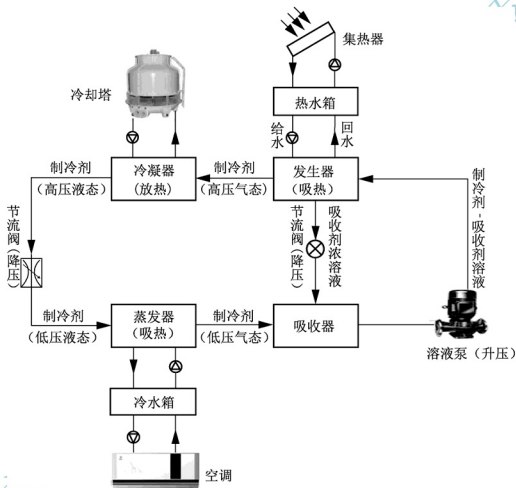 集热器
冷却塔
热水箱
给水
回水
制冷剂
(高压液态)
冷凝器
(放热)
制冷剂
(高压气态)
发生器
(吸热)
制冷剂-吸收剂溶液
节流阀(降压)
节流阀(降压)
吸收剂浓溶液
制冷剂
(低压液态)
蒸发器
(吸热)
制冷剂
(低压气态)
吸收器
溶液泵(升压)
冷水箱
空调